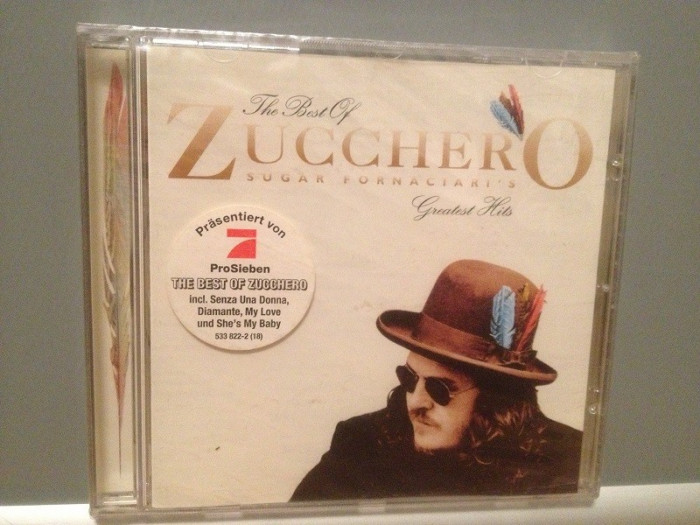 The Best Of
ZUCCHERO
SUGAR FORNACIARI'S
Greatest Hits
Präsentiert von
ProSieben
THE BEST OF ZUCCHERO
incl. Senza Una Donna,
Diamante, My Love
und She's My Baby
533 822-2 (18)